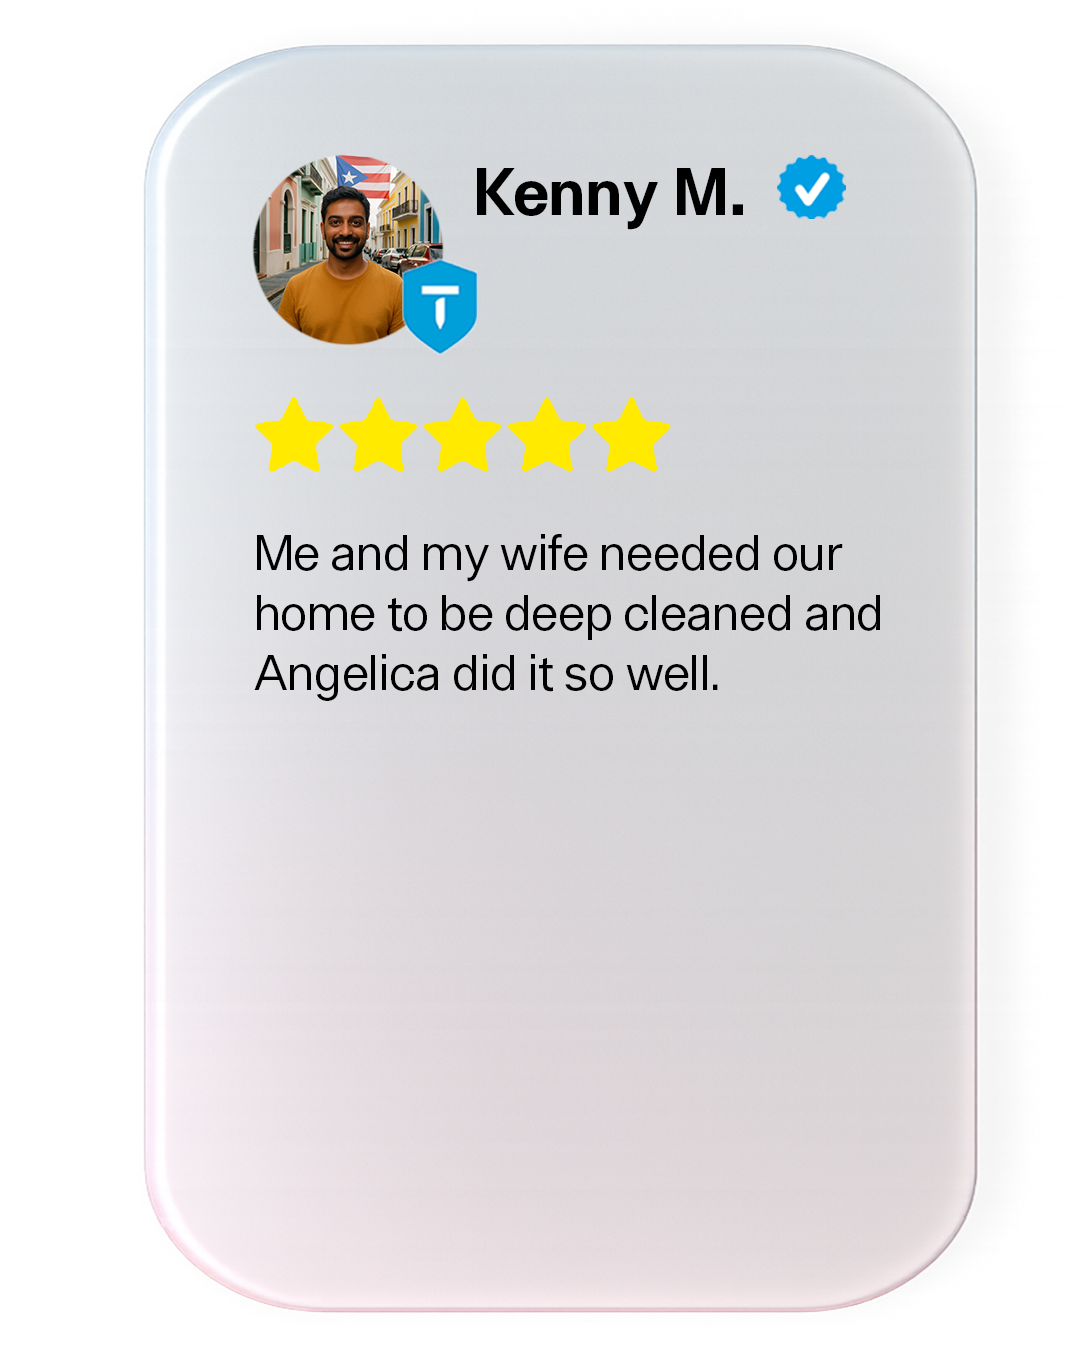 Kenny M.
Me and my wife needed our
home to be deep cleaned and
Angelica did it so well.